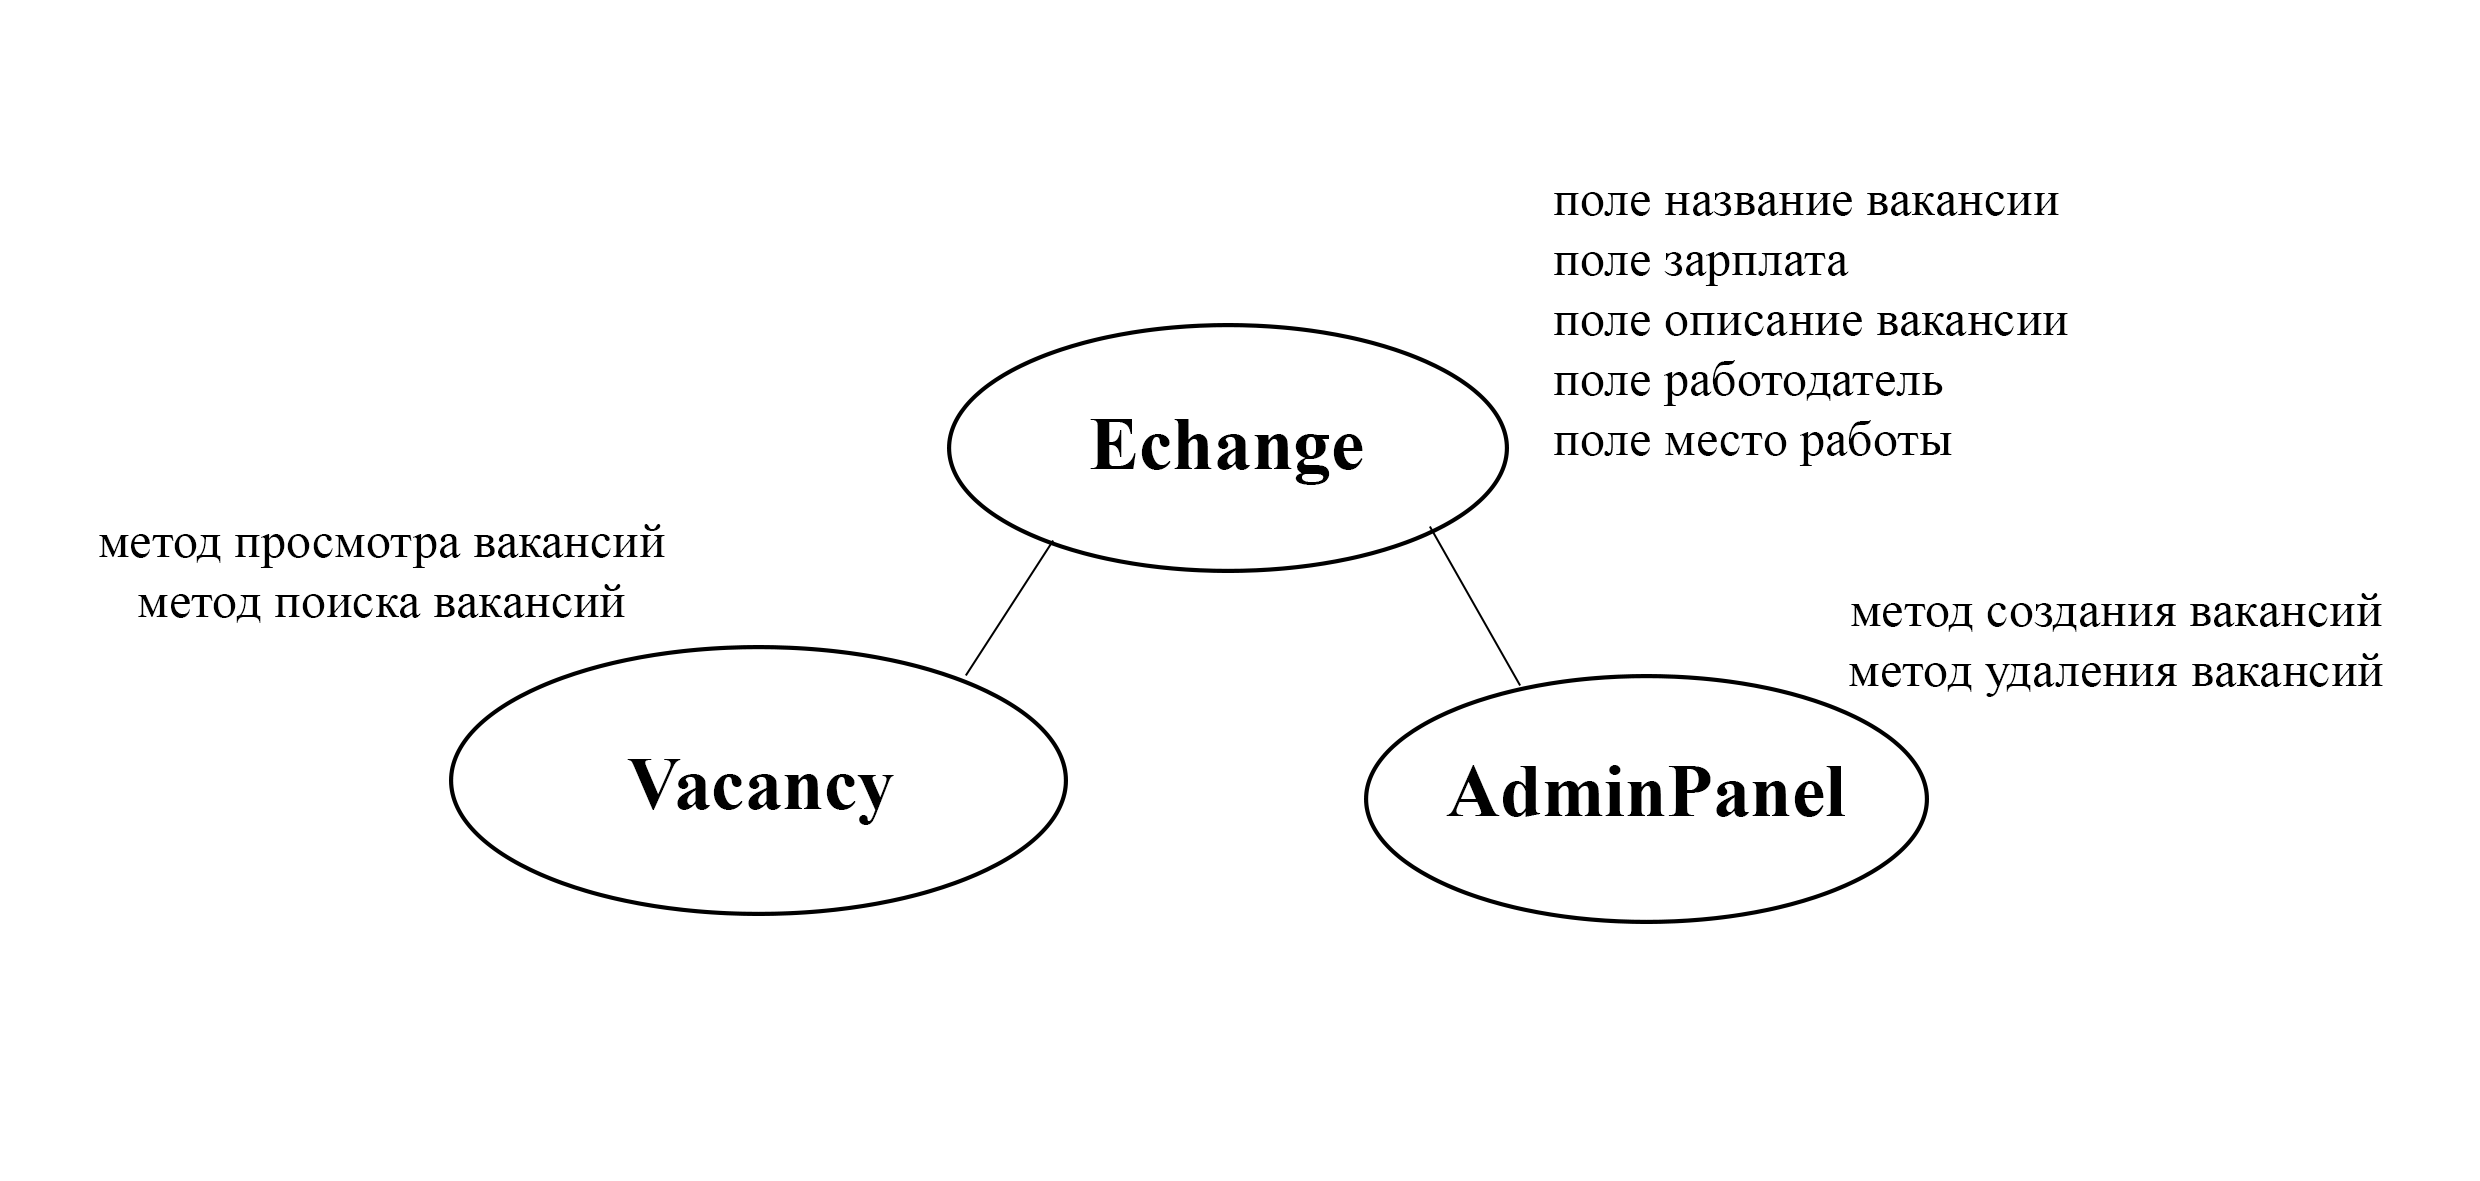 поле название вакансии
поле зарплата
поле описание вакансии
поле работодатель
поле место работы
Echange
метод просмотра вакансий
метод поиска вакансий
метод создания вакансий
метод удаления вакансий
Vacancy
AdminPanel